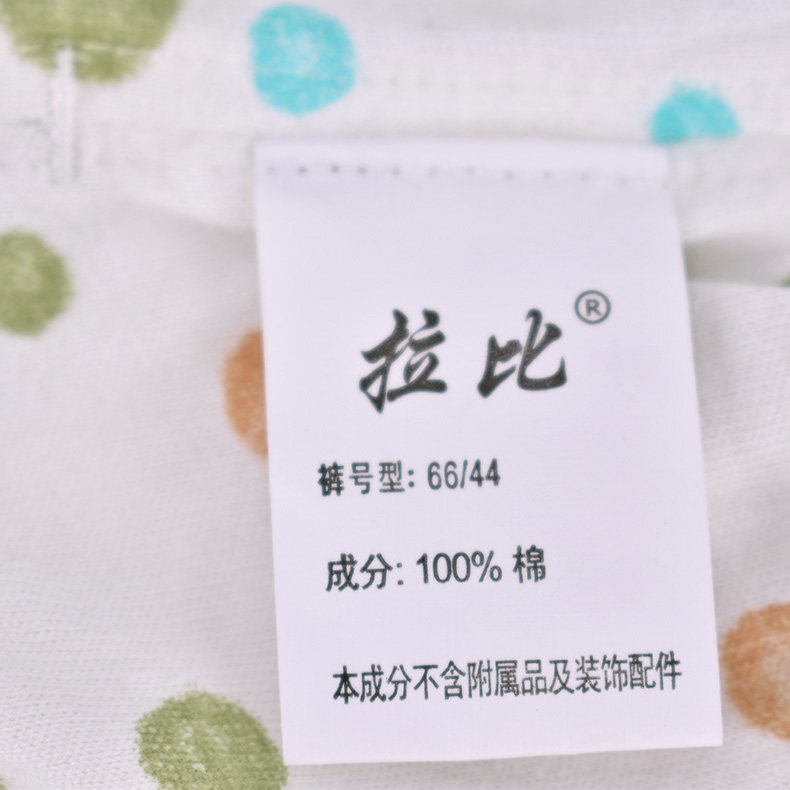 拉比®
裤号型: 66/44
成分: 100% 棉
本成分不含附属品及装饰配件